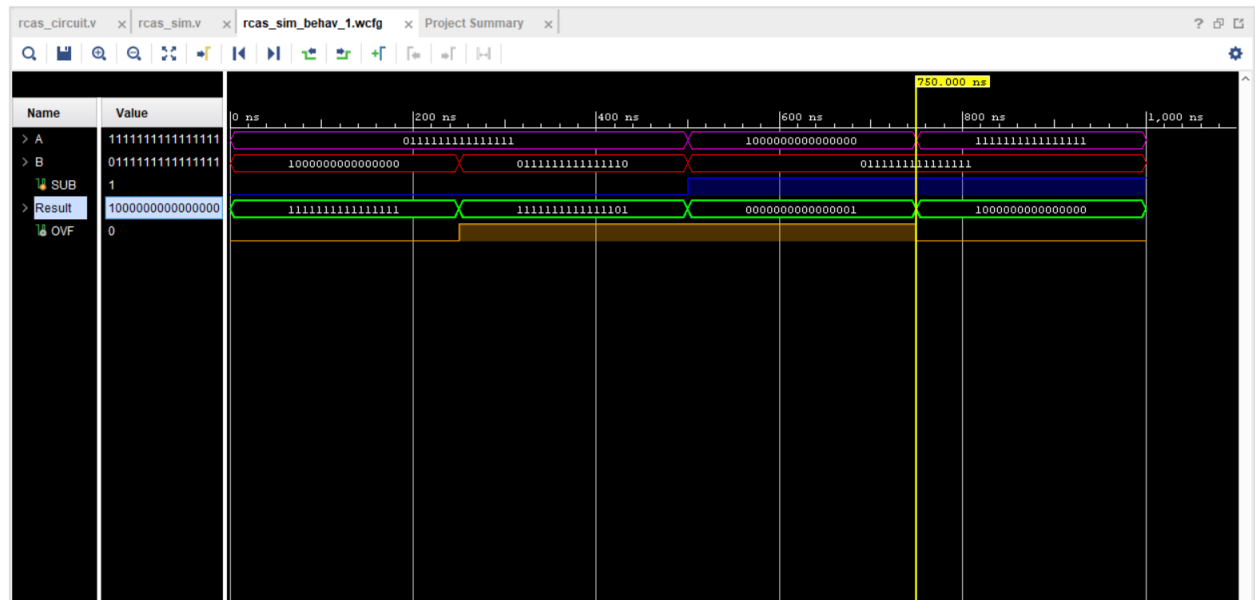 rcas_circuit.v × rcas_sim.v × rcas_sim_behav_1.wcfg × Project Summary × ?
750.000 ns
Name Value 0 ns 200 ns 400 ns 600 ns 800 ns 1,000 ns
A 1111111111111111 0111111111111111 1000000000000000 1111111111111111
B 0111111111111111 1000000000000000 0111111111111110 0111111111111111
SUB 1
Result 1000000000000000 1111111111111111 1111111111111101 0000000000000001 1000000000000000
OVF 0